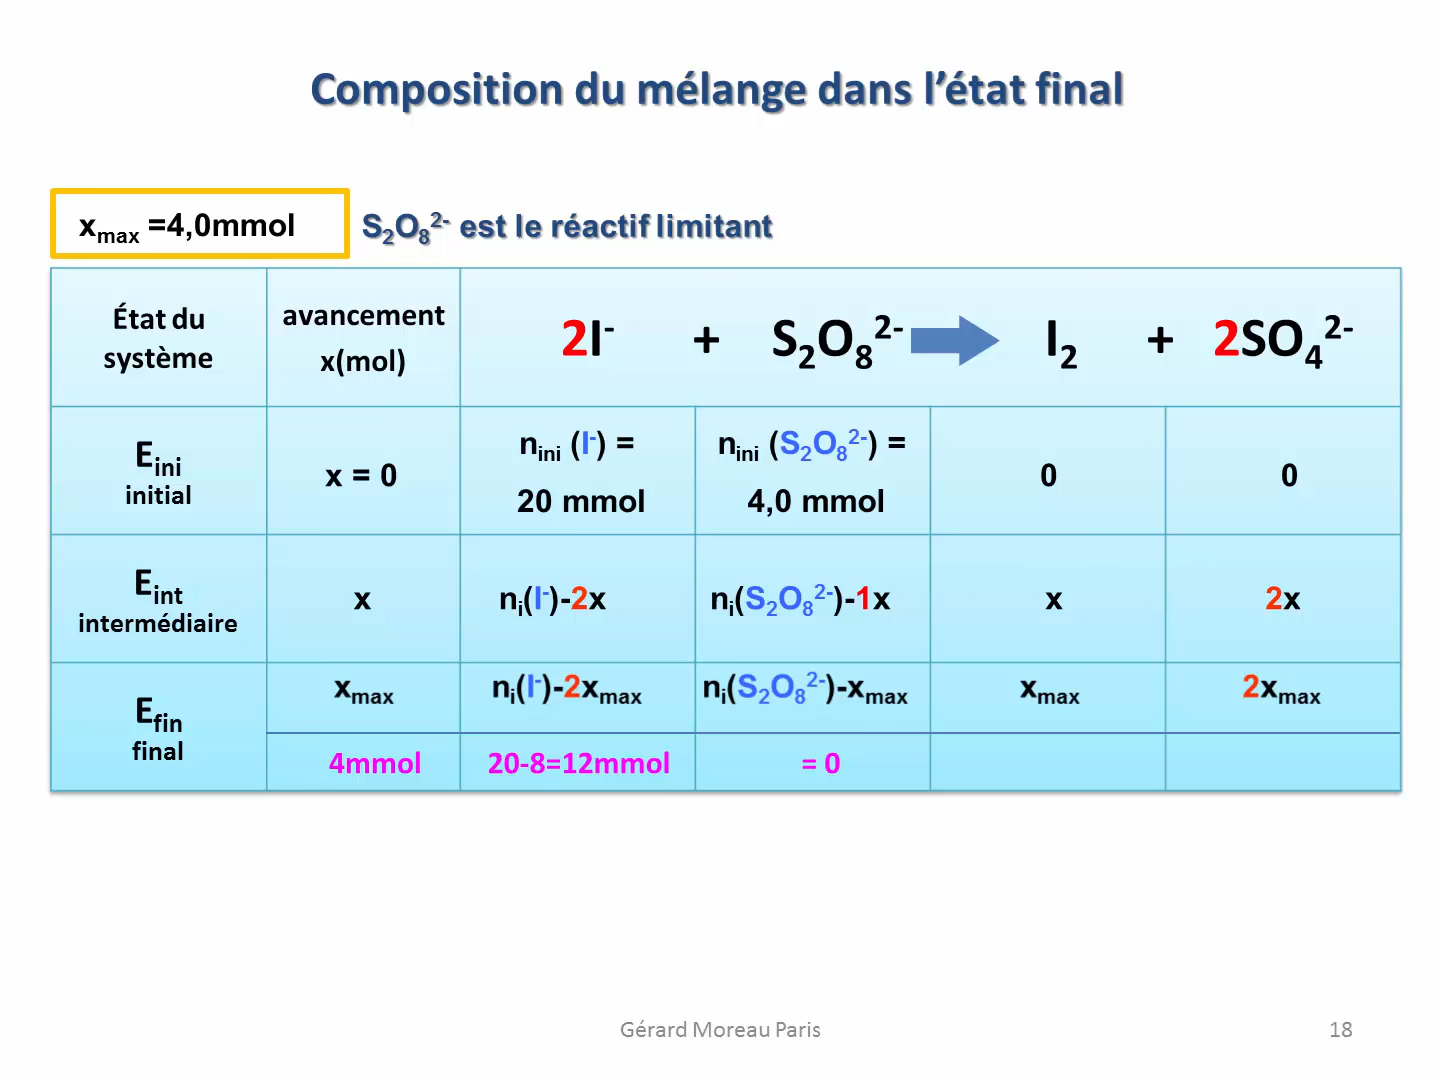 Composition du mélange dans l’état final
xmax =4,0mmol
S2O8²⁻ est le réactif limitant
État du
système
avancement
x(mol)
2I⁻ + S2O8²⁻ I2 + 2SO4²⁻
Eini
initial
x = 0
nini (I⁻) =
20 mmol
nini (S2O8²⁻) =
4,0 mmol
0
0
Eint
intermédiaire
x
ni(I⁻)-2x
ni(S2O8²⁻)-1x
x
2x
Efin
final
xmax
ni(I⁻)-2xmax
ni(S2O8²⁻)-xmax
xmax
2xmax
4mmol
20-8=12mmol
= 0
Gérard Moreau Paris
18